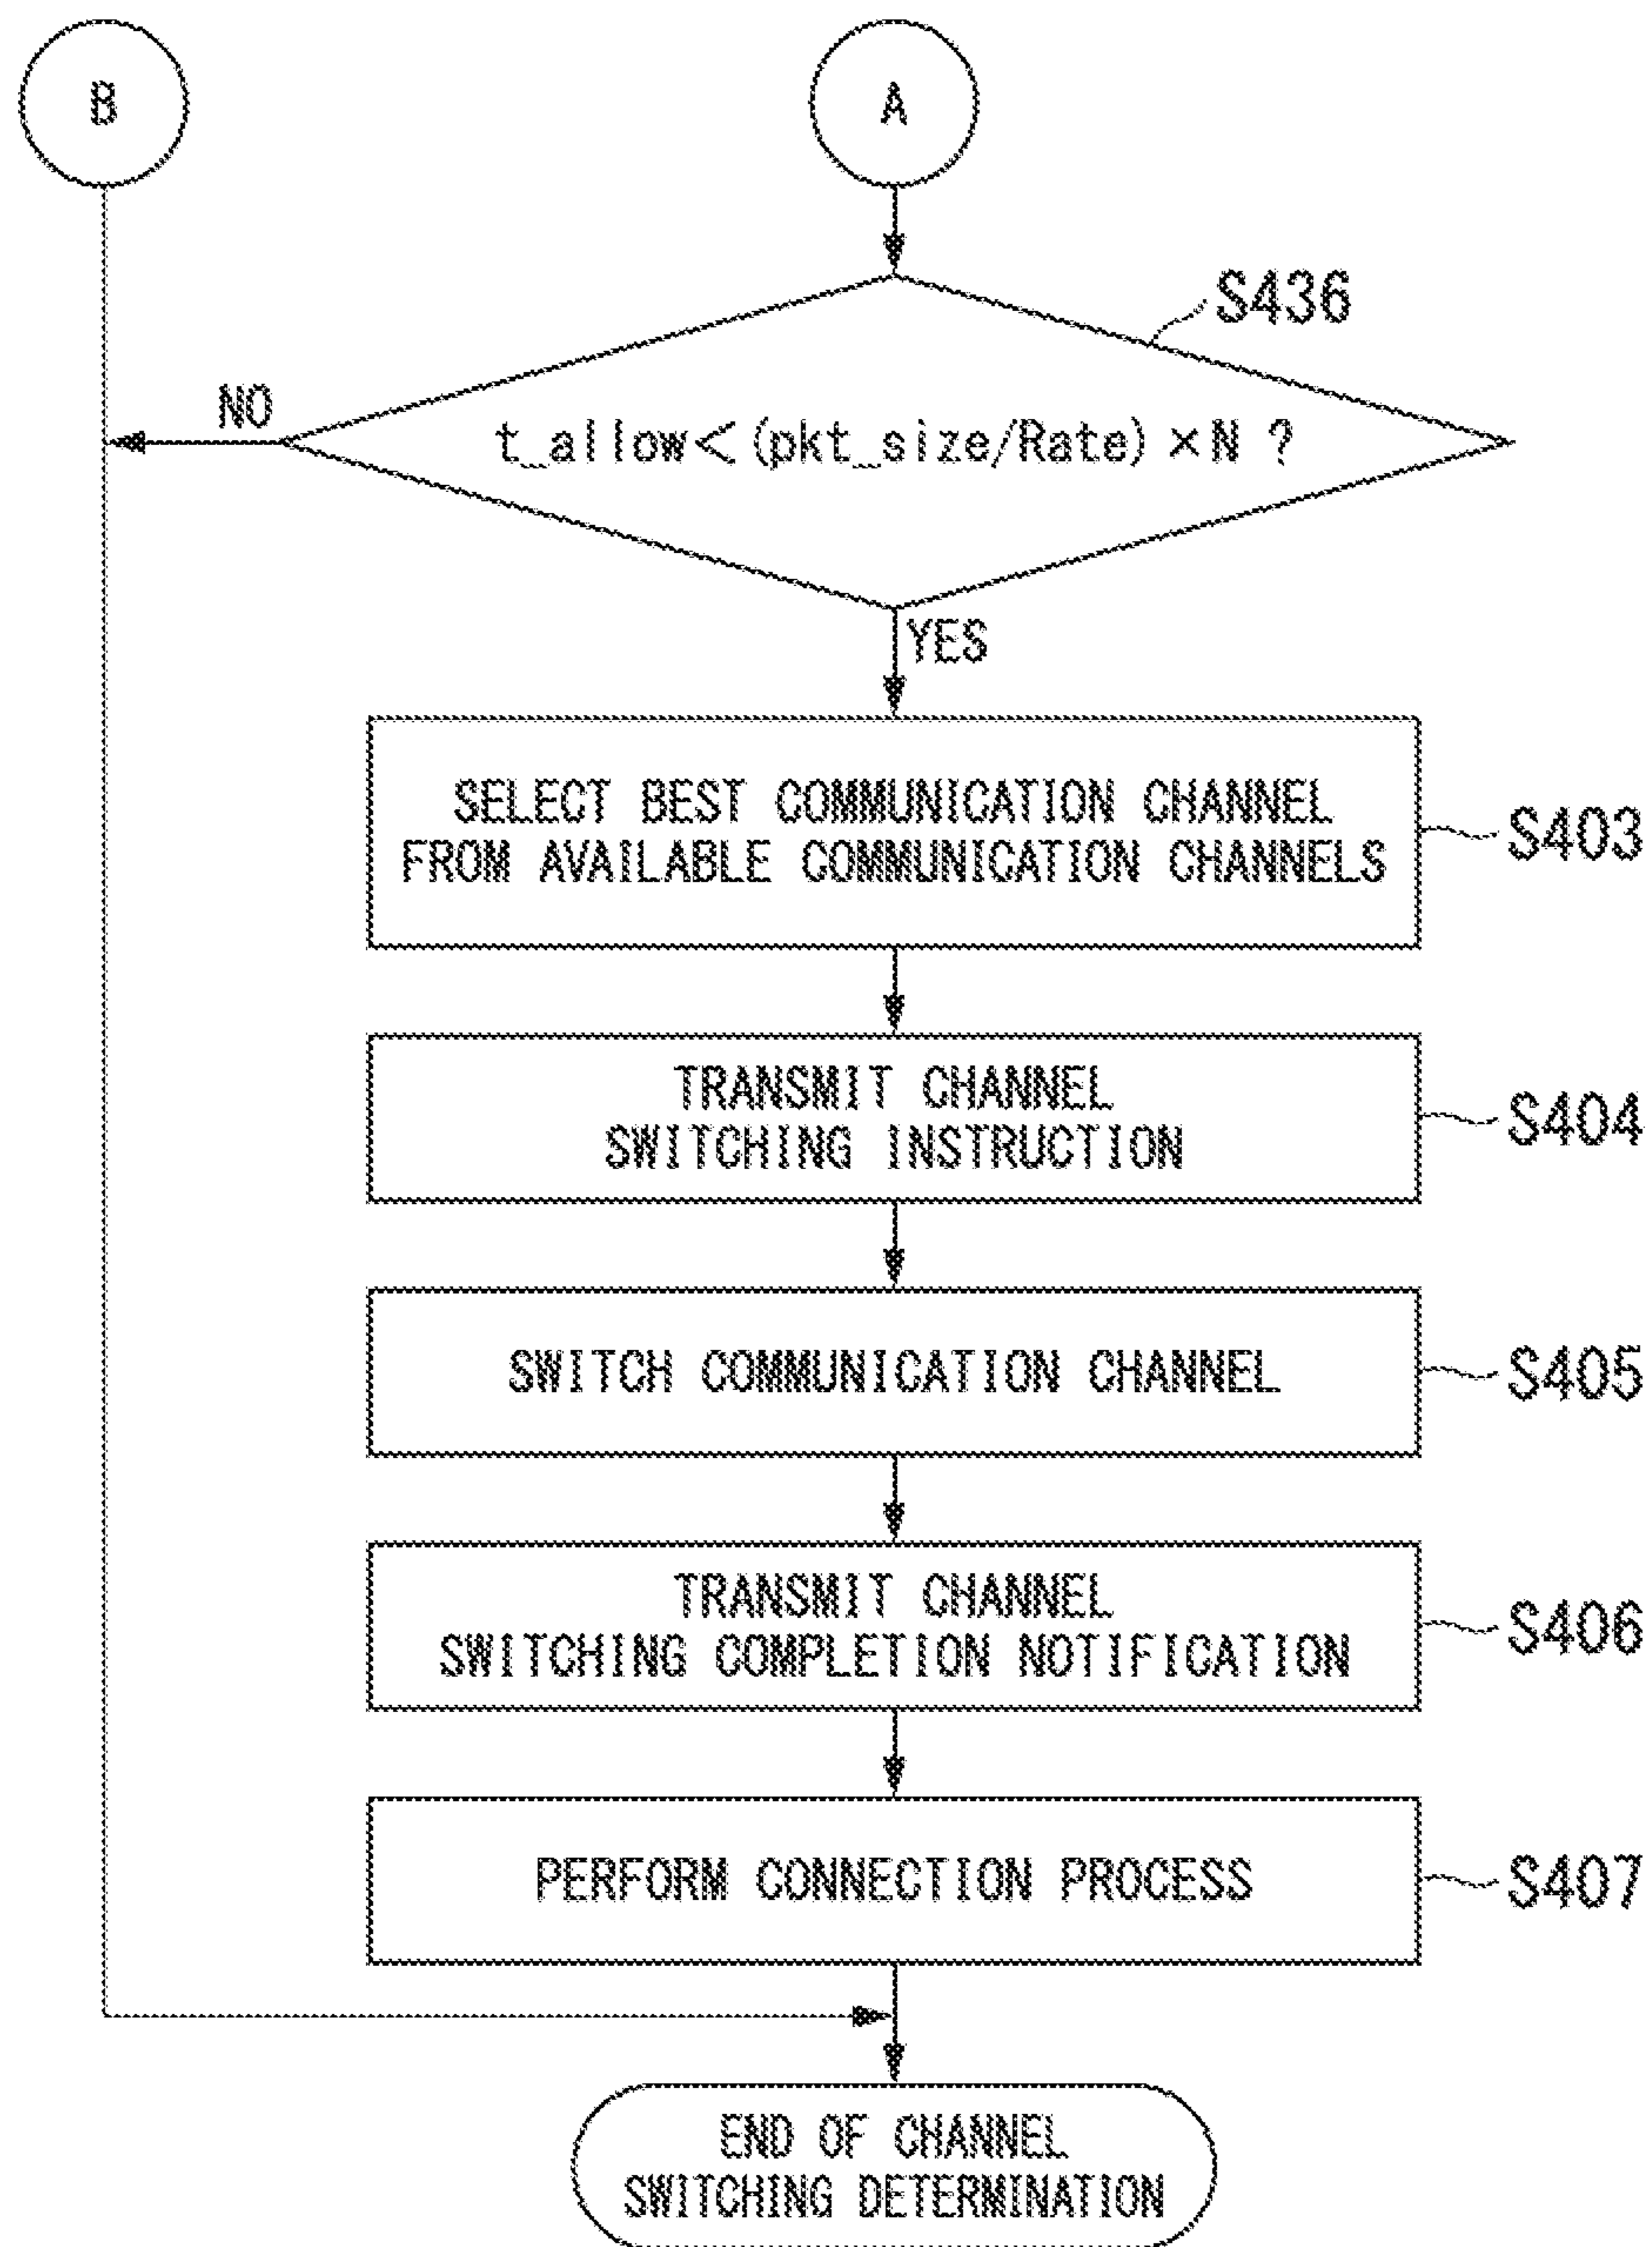 B
A
S436
NO
t_allow<(pkt_size/Rate)×N ?
YES
SELECT BEST COMMUNICATION CHANNEL
FROM AVAILABLE COMMUNICATION CHANNELS
S403
TRANSMIT CHANNEL
SWITCHING INSTRUCTION
S404
SWITCH COMMUNICATION CHANNEL
S405
TRANSMIT CHANNEL
SWITCHING COMPLETION NOTIFICATION
S406
PERFORM CONNECTION PROCESS
S407
END OF CHANNEL
SWITCHING DETERMINATION